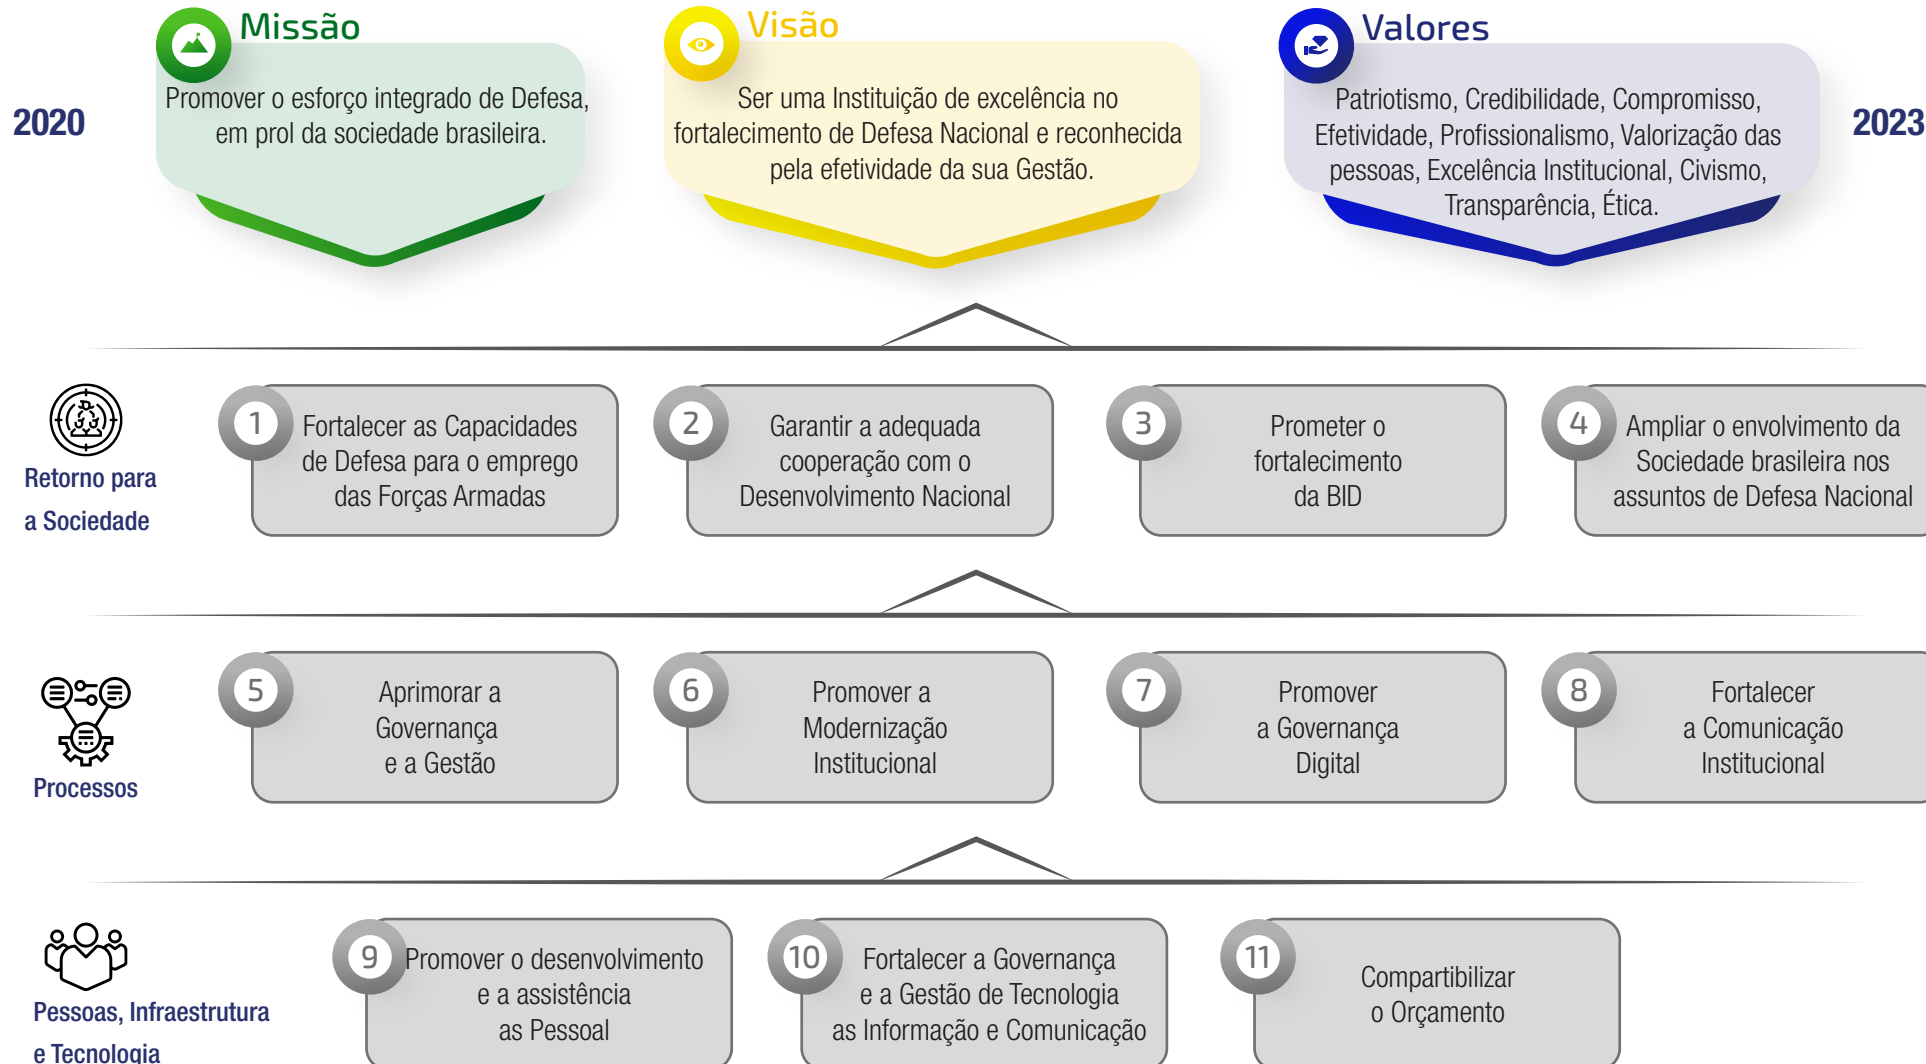 Missão
Visão
Valores
2020
Promover o esforço integrado de Defesa,
em prol da sociedade brasileira.
Ser uma Instituição de excelência no
fortalecimento de Defesa Nacional e reconhecida
pela efetividade da sua Gestão.
Patriotismo, Credibilidade, Compromisso,
Efetividade, Profissionalismo, Valorização das
pessoas, Excelência Institucional, Civismo,
Transparência, Ética.
2023
Retorno para
a Sociedade
1
Fortalecer as Capacidades
de Defesa para o emprego
das Forças Armadas
2
Garantir a adequada
cooperação com o
Desenvolvimento Nacional
3
Prometer o
fortalecimento
da BID
4
Ampliar o envolvimento da
Sociedade brasileira nos
assuntos de Defesa Nacional
Processos
5
Aprimorar a
Governança
e a Gestão
6
Promover a
Modernização
Institucional
7
Promover
a Governança
Digital
8
Fortalecer
a Comunicação
Institucional
Pessoas, Infraestrutura
e Tecnologia
9
Promover o desenvolvimento
e a assistência
as Pessoal
10
Fortalecer a Governança
e a Gestão de Tecnologia
as Informação e Comunicação
11
Compartibilizar
o Orçamento